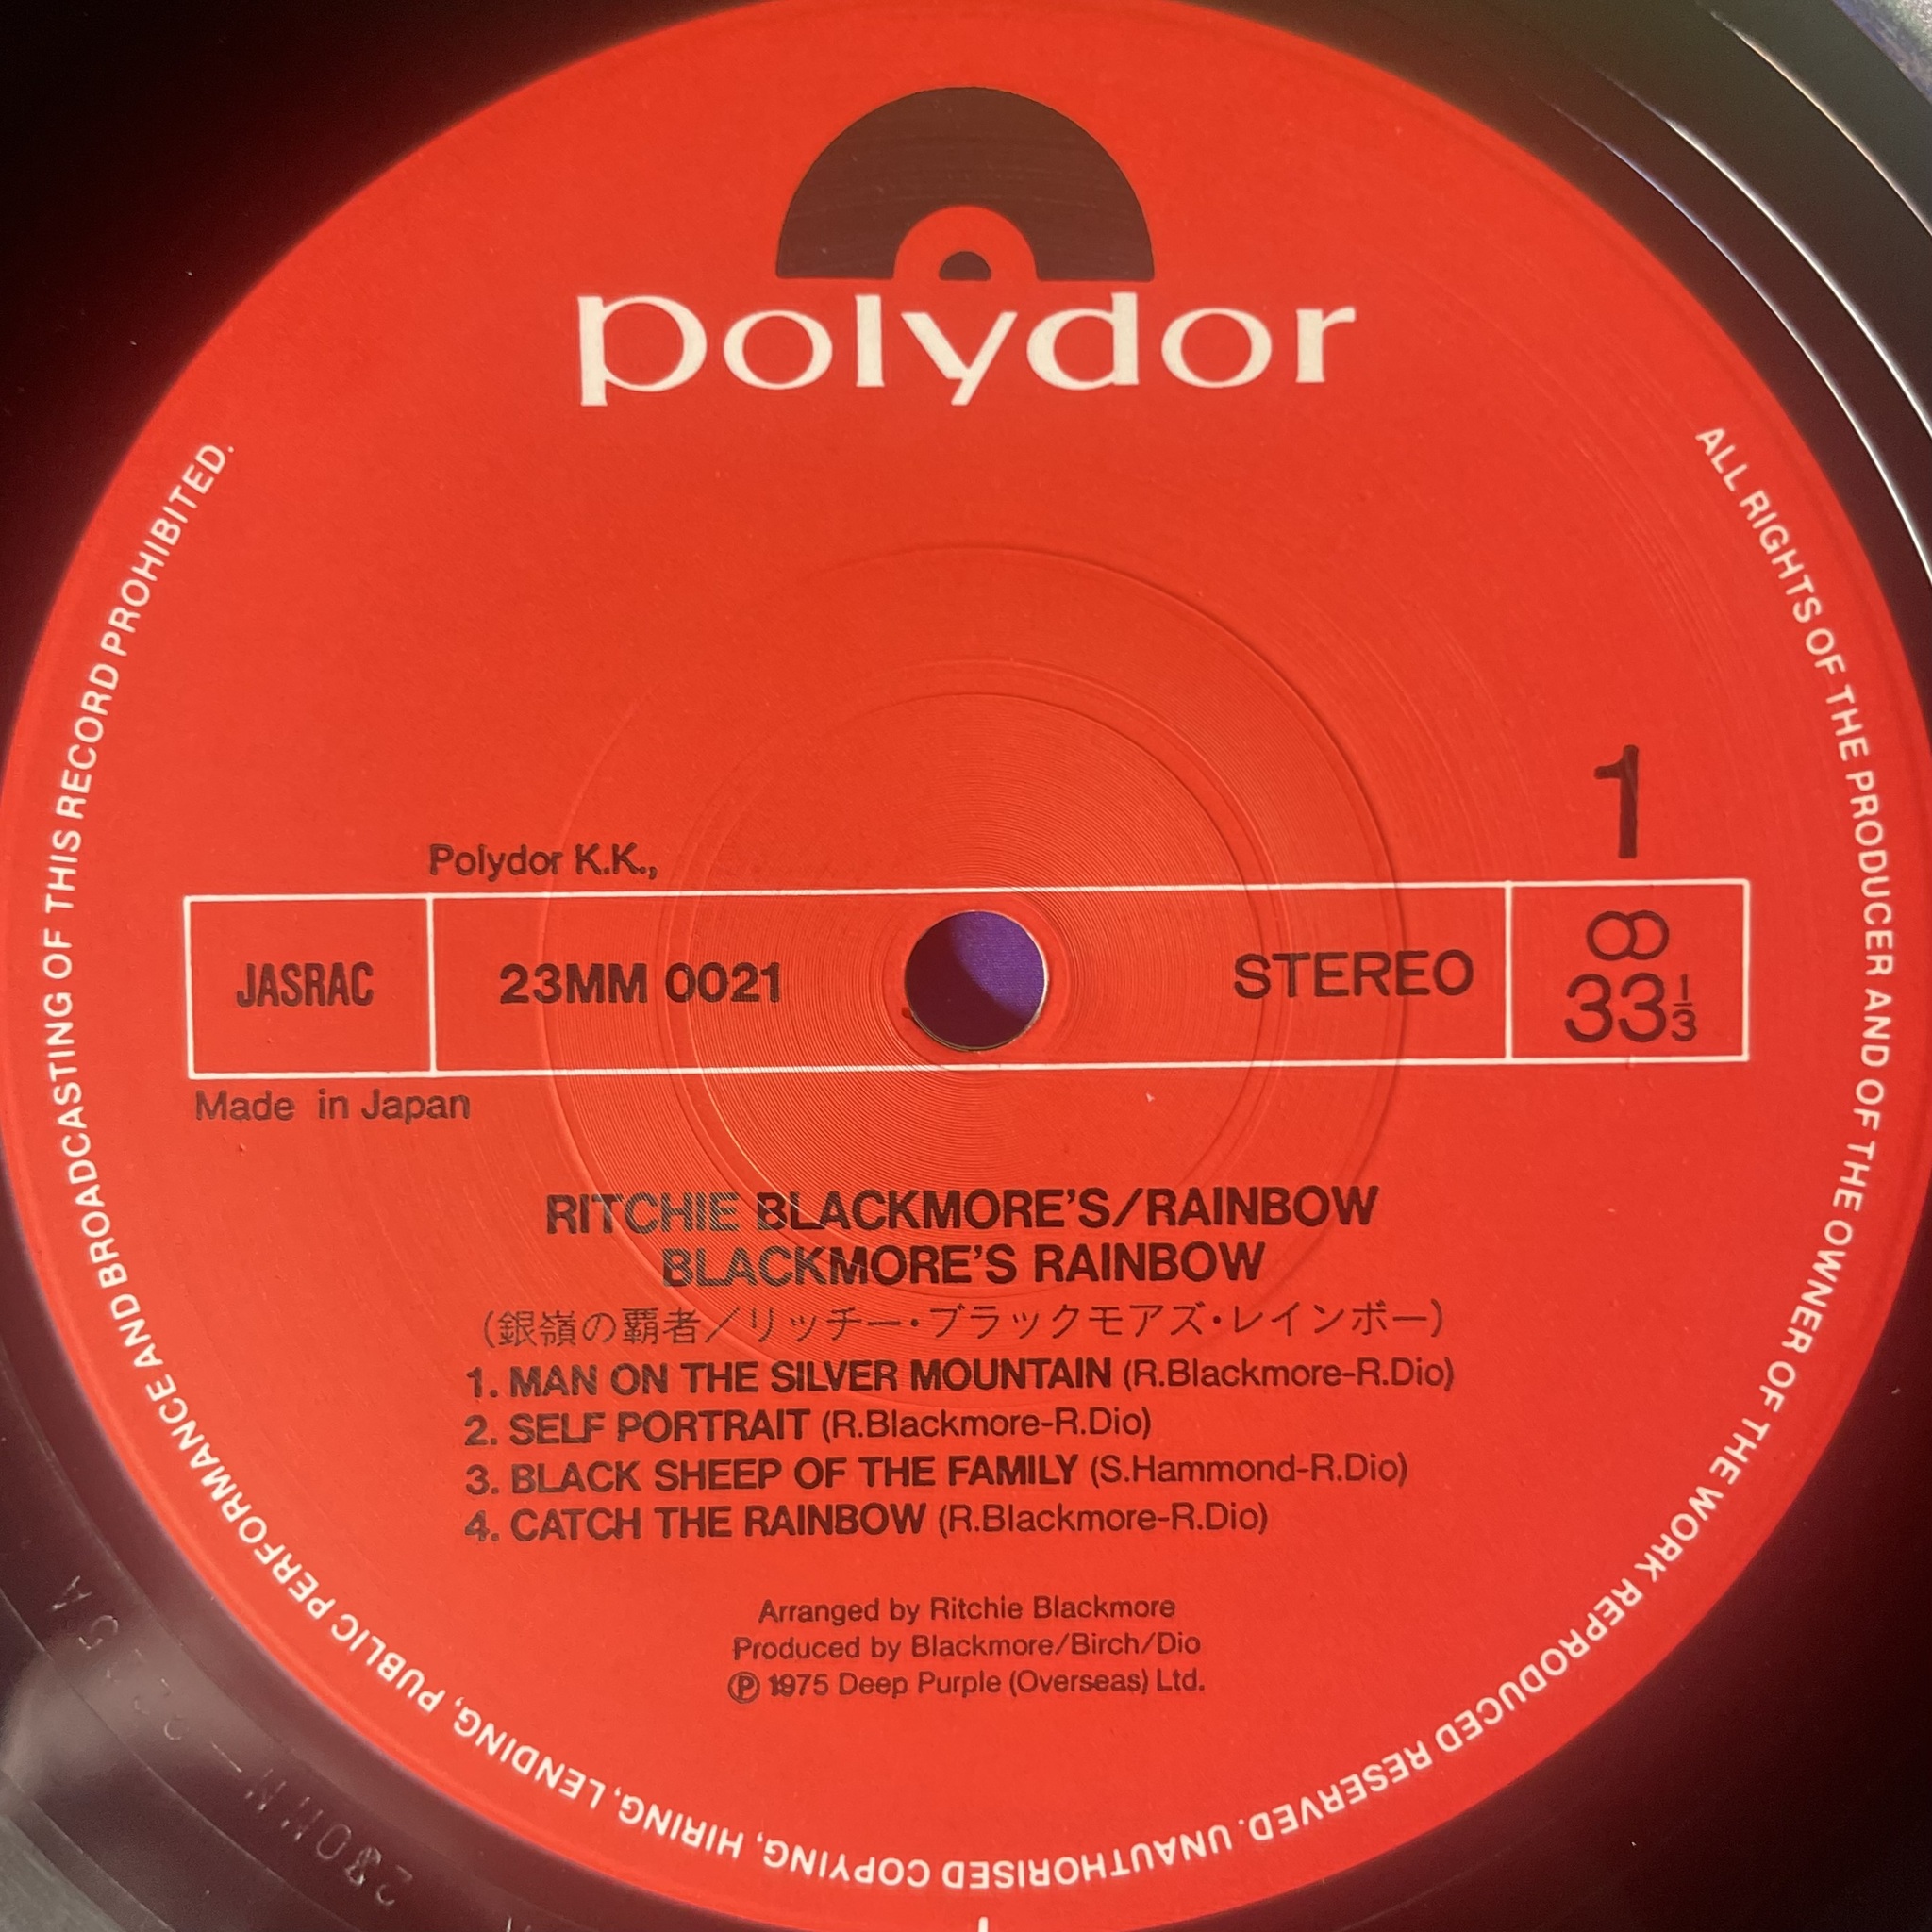 polydor
Polydor K.K.,
1
JASRAC
23MM 0021
STEREO
33 1/3
Made in Japan
RITCHIE BLACKMORE'S/RAINBOW
BLACKMORE'S RAINBOW
(銀嶺の覇者/リッチー・ブラックモアズ・レインボー)
1. MAN ON THE SILVER MOUNTAIN (R.Blackmore-R.Dio)
2. SELF PORTRAIT (R.Blackmore-R.Dio)
3. BLACK SHEEP OF THE FAMILY (S.Hammond-R.Dio)
4. CATCH THE RAINBOW (R.Blackmore-R.Dio)
Arranged by Ritchie Blackmore
Produced by Blackmore/Birch/Dio
℗ 1975 Deep Purple (Overseas) Ltd.
ALL RIGHTS OF THE PRODUCER AND OF THE OWNER OF THE WORK REPRODUCED RESERVED. UNAUTHORISED COPYING, HIRING, LENDING, PUBLIC PERFORMANCE AND BROADCASTING OF THIS RECORD PROHIBITED.